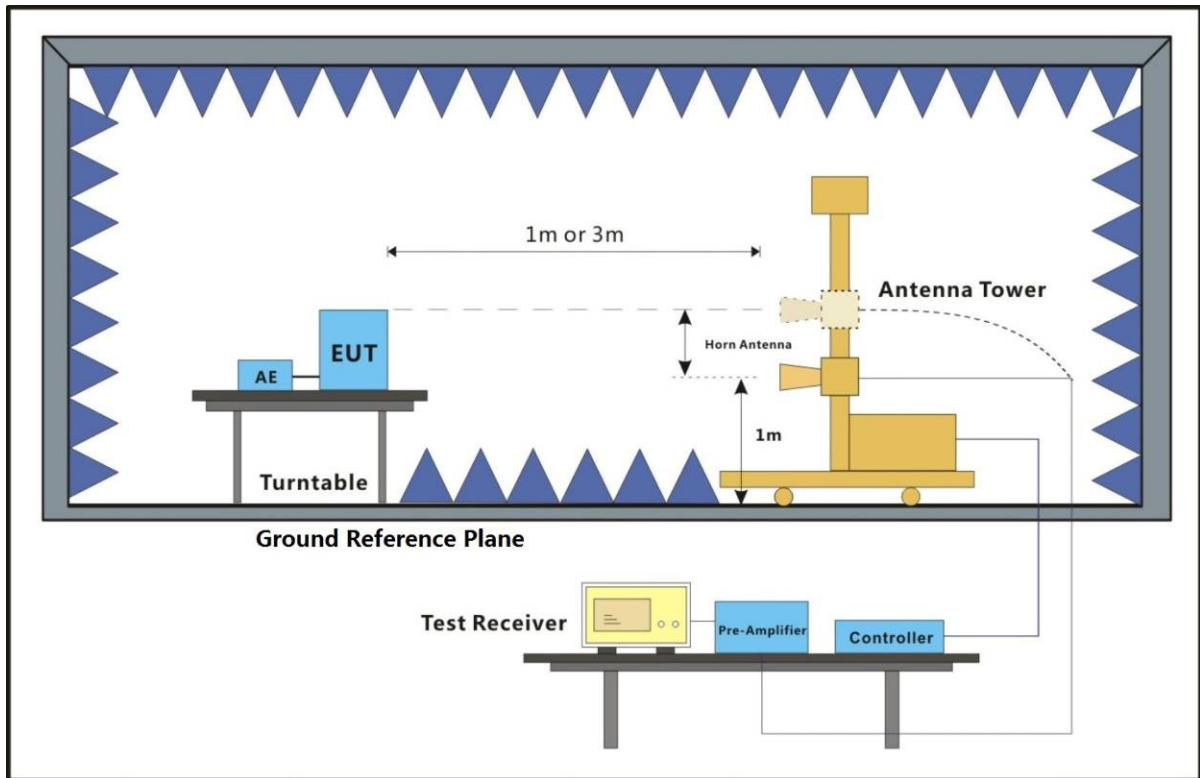 1m or 3m
Antenna Tower
Horn Antenna
EUT
AE
1m
Turntable
Ground Reference Plane
Test Receiver
Pre-Amplifier
Controller